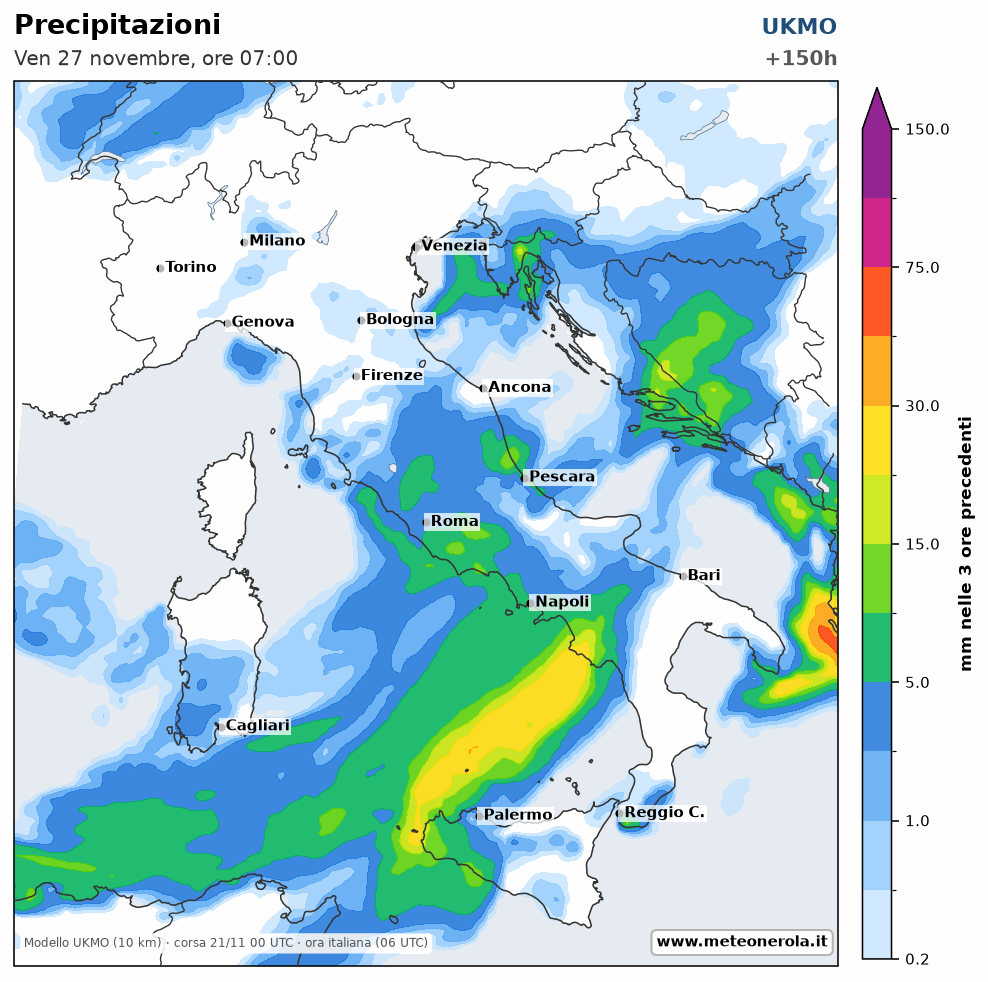 Precipitazioni
UKMO
Ven 27 novembre, ore 07:00
+150h
150.0
75.0
30.0
15.0
5.0
1.0
0.2
mm nelle 3 ore precedenti
Milano
Venezia
Torino
Genova
Bologna
Firenze
Ancona
Pescara
Roma
Bari
Napoli
Cagliari
Palermo
Reggio C.
Modello UKMO (10 km) · corsa 21/11 00 UTC · ora italiana (06 UTC)
www.meteonerola.it